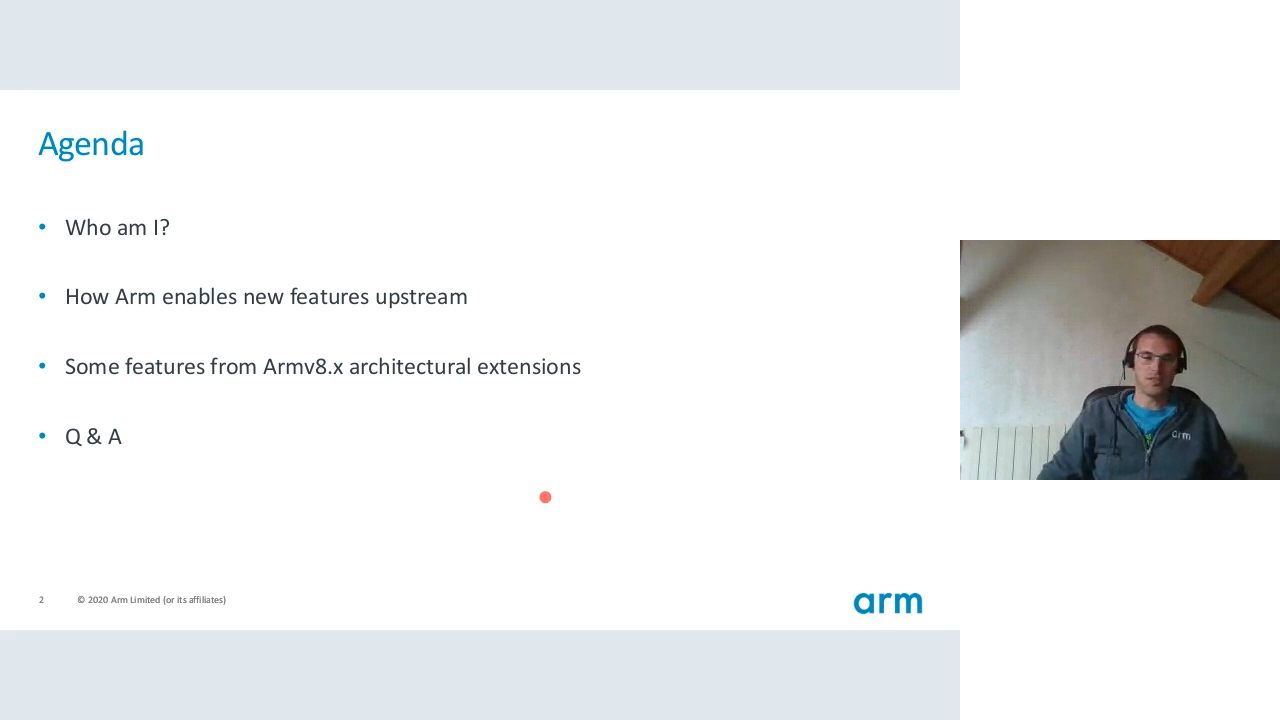 Agenda
• Who am I?
• How Arm enables new features upstream
• Some features from Armv8.x architectural extensions
• Q & A
2 © 2020 Arm Limited (or its affiliates)
arm
arm